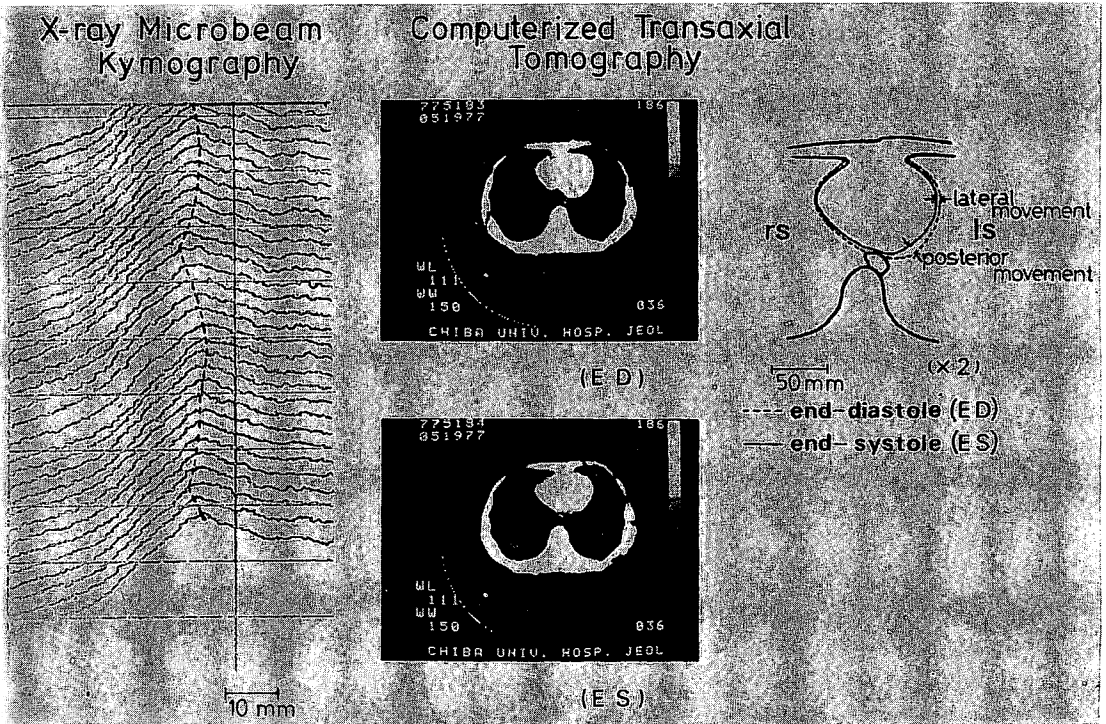 X-ray Microbeam
Kymography
10 mm
Computerized Transaxial
Tomography
775183
051977
186
WL
111
WW
150
036
CHIBA UNIV. HOSP. JEOL
(ED)
775184
051977
186
WL
111
WW
150
036
CHIBA UNIV. HOSP. JEOL
(ES)
rs
lateral
movement
ls
posterior
movement
50 mm
(×2)
---- end-diastole (ED)
— end-systole (ES)